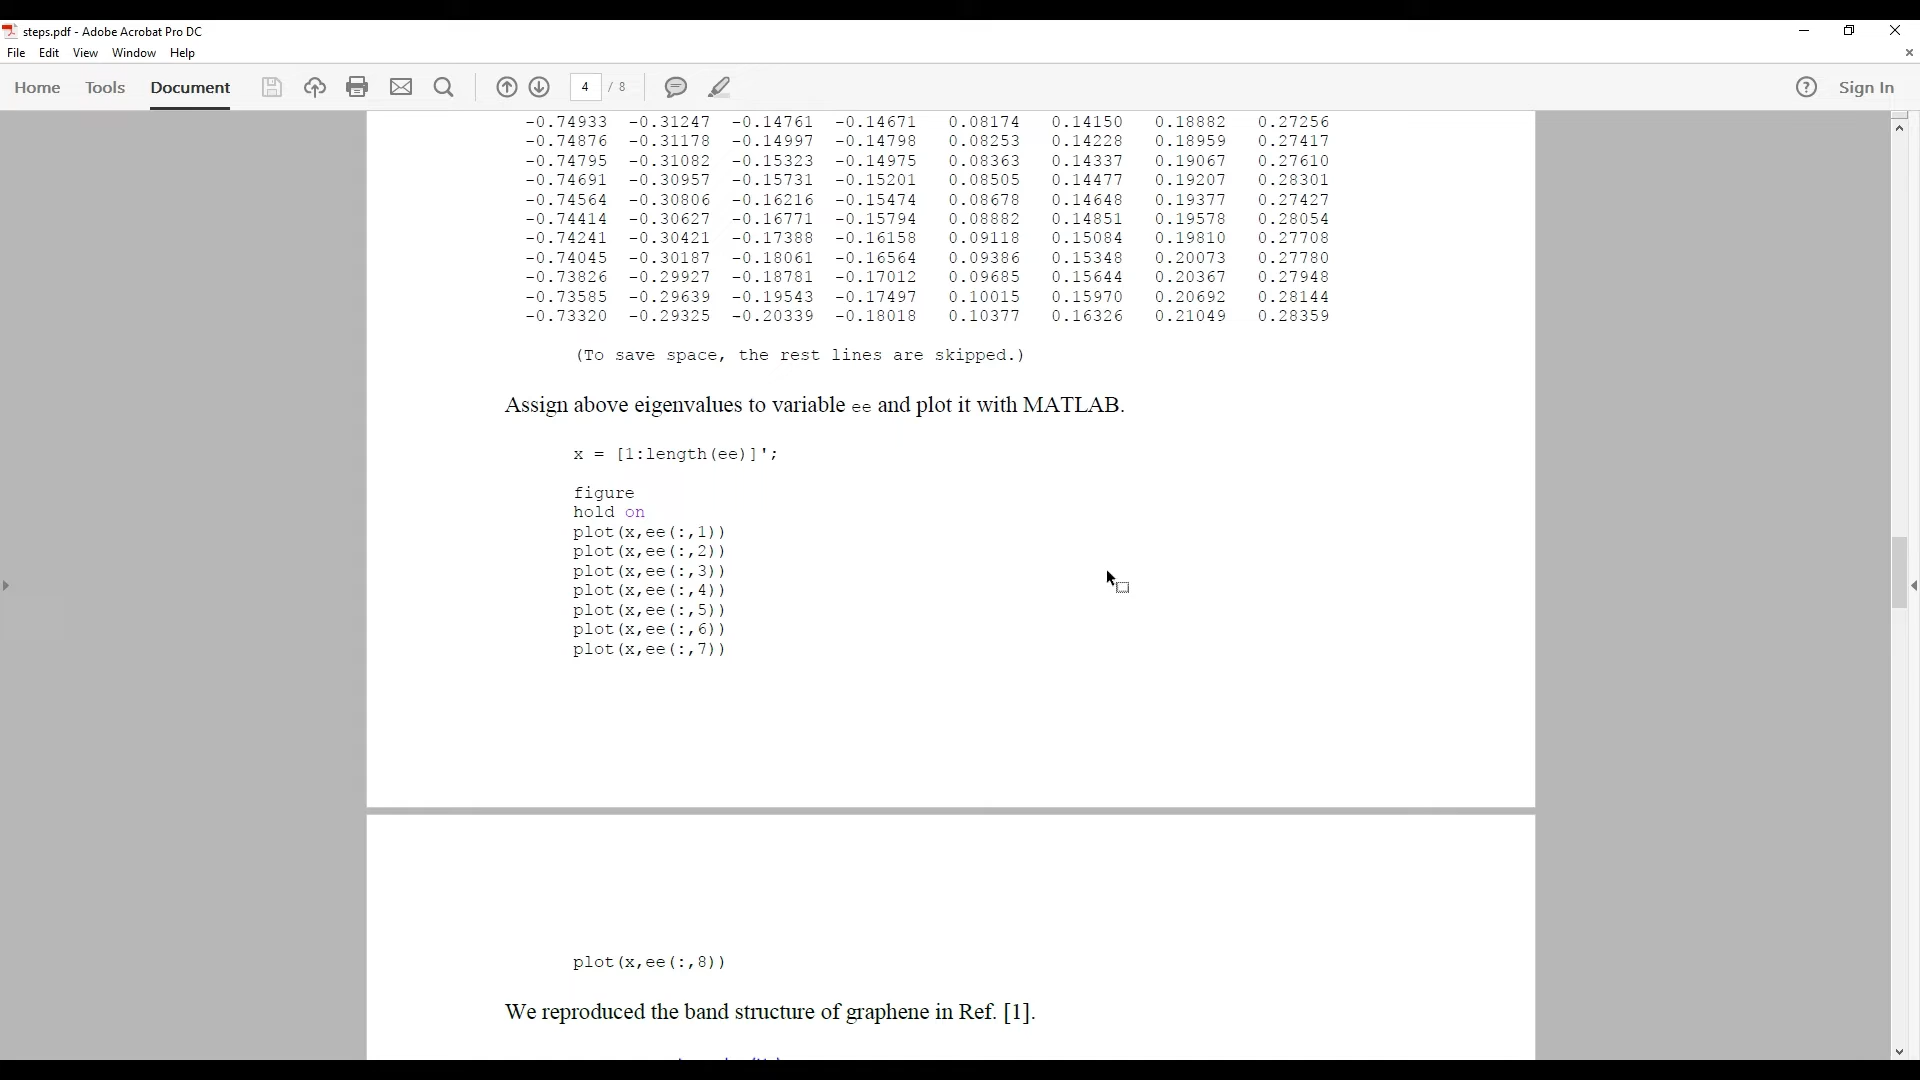 steps.pdf - Adobe Acrobat Pro DC
File Edit View Window Help
Home Tools Document 4 / 8 Sign In
-0.74933 -0.31247 -0.14761 -0.14671 0.08174 0.14150 0.18882 0.27256
-0.74876 -0.31178 -0.14997 -0.14798 0.08253 0.14228 0.18959 0.27417
-0.74795 -0.31082 -0.15323 -0.14975 0.08363 0.14337 0.19067 0.27610
-0.74691 -0.30957 -0.15731 -0.15201 0.08505 0.14477 0.19207 0.28301
-0.74564 -0.30806 -0.16216 -0.15474 0.08678 0.14648 0.19377 0.27427
-0.74414 -0.30627 -0.16771 -0.15794 0.08882 0.14851 0.19578 0.28054
-0.74241 -0.30421 -0.17388 -0.16158 0.09118 0.15084 0.19810 0.27708
-0.74045 -0.30187 -0.18061 -0.16564 0.09386 0.15348 0.20073 0.27780
-0.73826 -0.29927 -0.18781 -0.17012 0.09685 0.15644 0.20367 0.27948
-0.73585 -0.29639 -0.19543 -0.17497 0.10015 0.15970 0.20692 0.28144
-0.73320 -0.29325 -0.20339 -0.18018 0.10377 0.16326 0.21049 0.28359
(To save space, the rest lines are skipped.)
Assign above eigenvalues to variable ee and plot it with MATLAB.
x = [1:length(ee)]';
figure
hold on
plot(x,ee(:,1))
plot(x,ee(:,2))
plot(x,ee(:,3))
plot(x,ee(:,4))
plot(x,ee(:,5))
plot(x,ee(:,6))
plot(x,ee(:,7))
plot(x,ee(:,8))
We reproduced the band structure of graphene in Ref. [1].